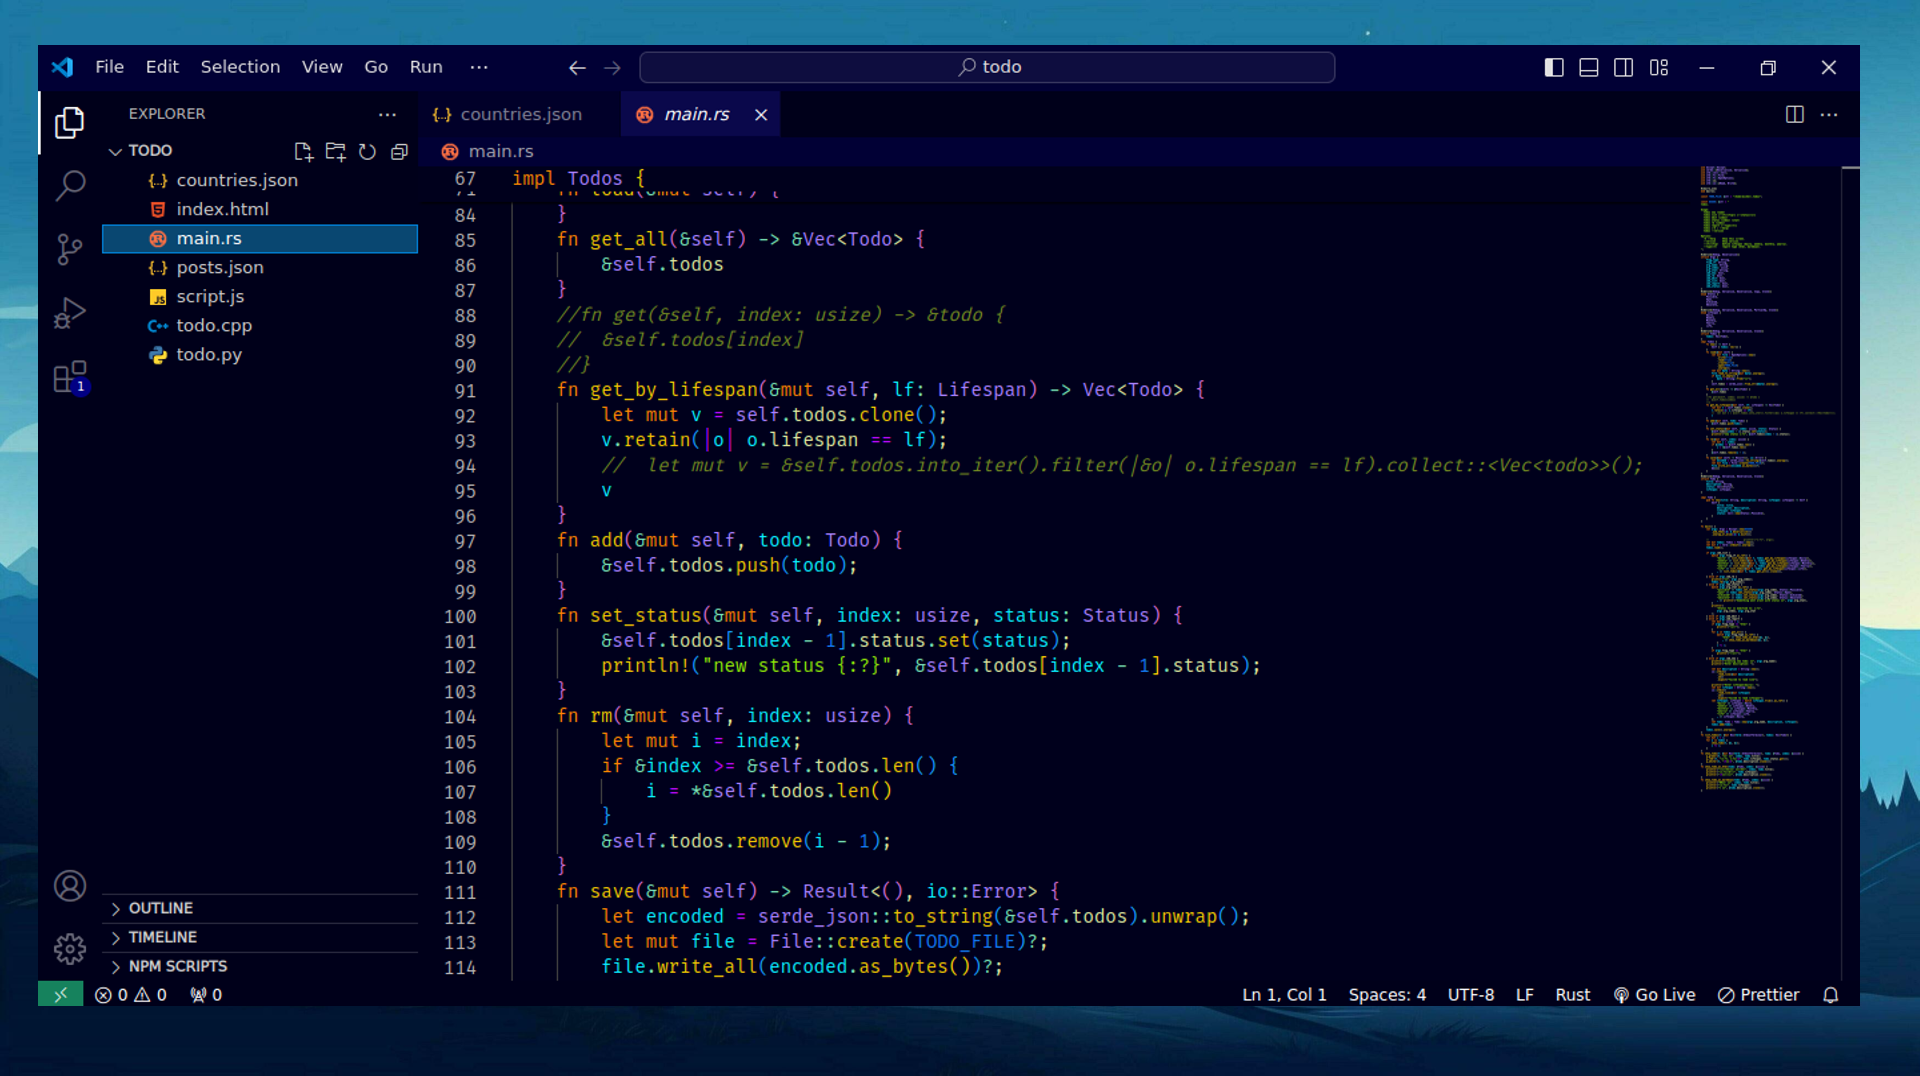 File Edit Selection View Go Run ···
todo
EXPLORER
TODO
countries.json
index.html
main.rs
posts.json
script.js
todo.cpp
todo.py
1
OUTLINE
TIMELINE
NPM SCRIPTS
{..} countries.json
main.rs
main.rs
67 impl Todos {
84 }
85 fn get_all(&self) -> &Vec<Todo> {
86 &self.todos
87 }
88 //fn get(&self, index: usize) -> &todo {
89 //  &self.todos[index]
90 //}
91 fn get_by_lifespan(&mut self, lf: Lifespan) -> Vec<Todo> {
92 let mut v = self.todos.clone();
93 v.retain(|o| o.lifespan == lf);
94 //  let mut v = &self.todos.into_iter().filter(|&o| o.lifespan == lf).collect::<Vec<todo>>();
95 v
96 }
97 fn add(&mut self, todo: Todo) {
98 &self.todos.push(todo);
99 }
100 fn set_status(&mut self, index: usize, status: Status) {
101 &self.todos[index - 1].status.set(status);
102 println!("new status {:?}", &self.todos[index - 1].status);
103 }
104 fn rm(&mut self, index: usize) {
105 let mut i = index;
106 if &index >= &self.todos.len() {
107 i = *&self.todos.len()
108 }
109 &self.todos.remove(i - 1);
110 }
111 fn save(&mut self) -> Result<(), io::Error> {
112 let encoded = serde_json::to_string(&self.todos).unwrap();
113 let mut file = File::create(TODO_FILE)?;
114 file.write_all(encoded.as_bytes())?;
0 0 0
Ln 1, Col 1 Spaces: 4 UTF-8 LF Rust Go Live Prettier